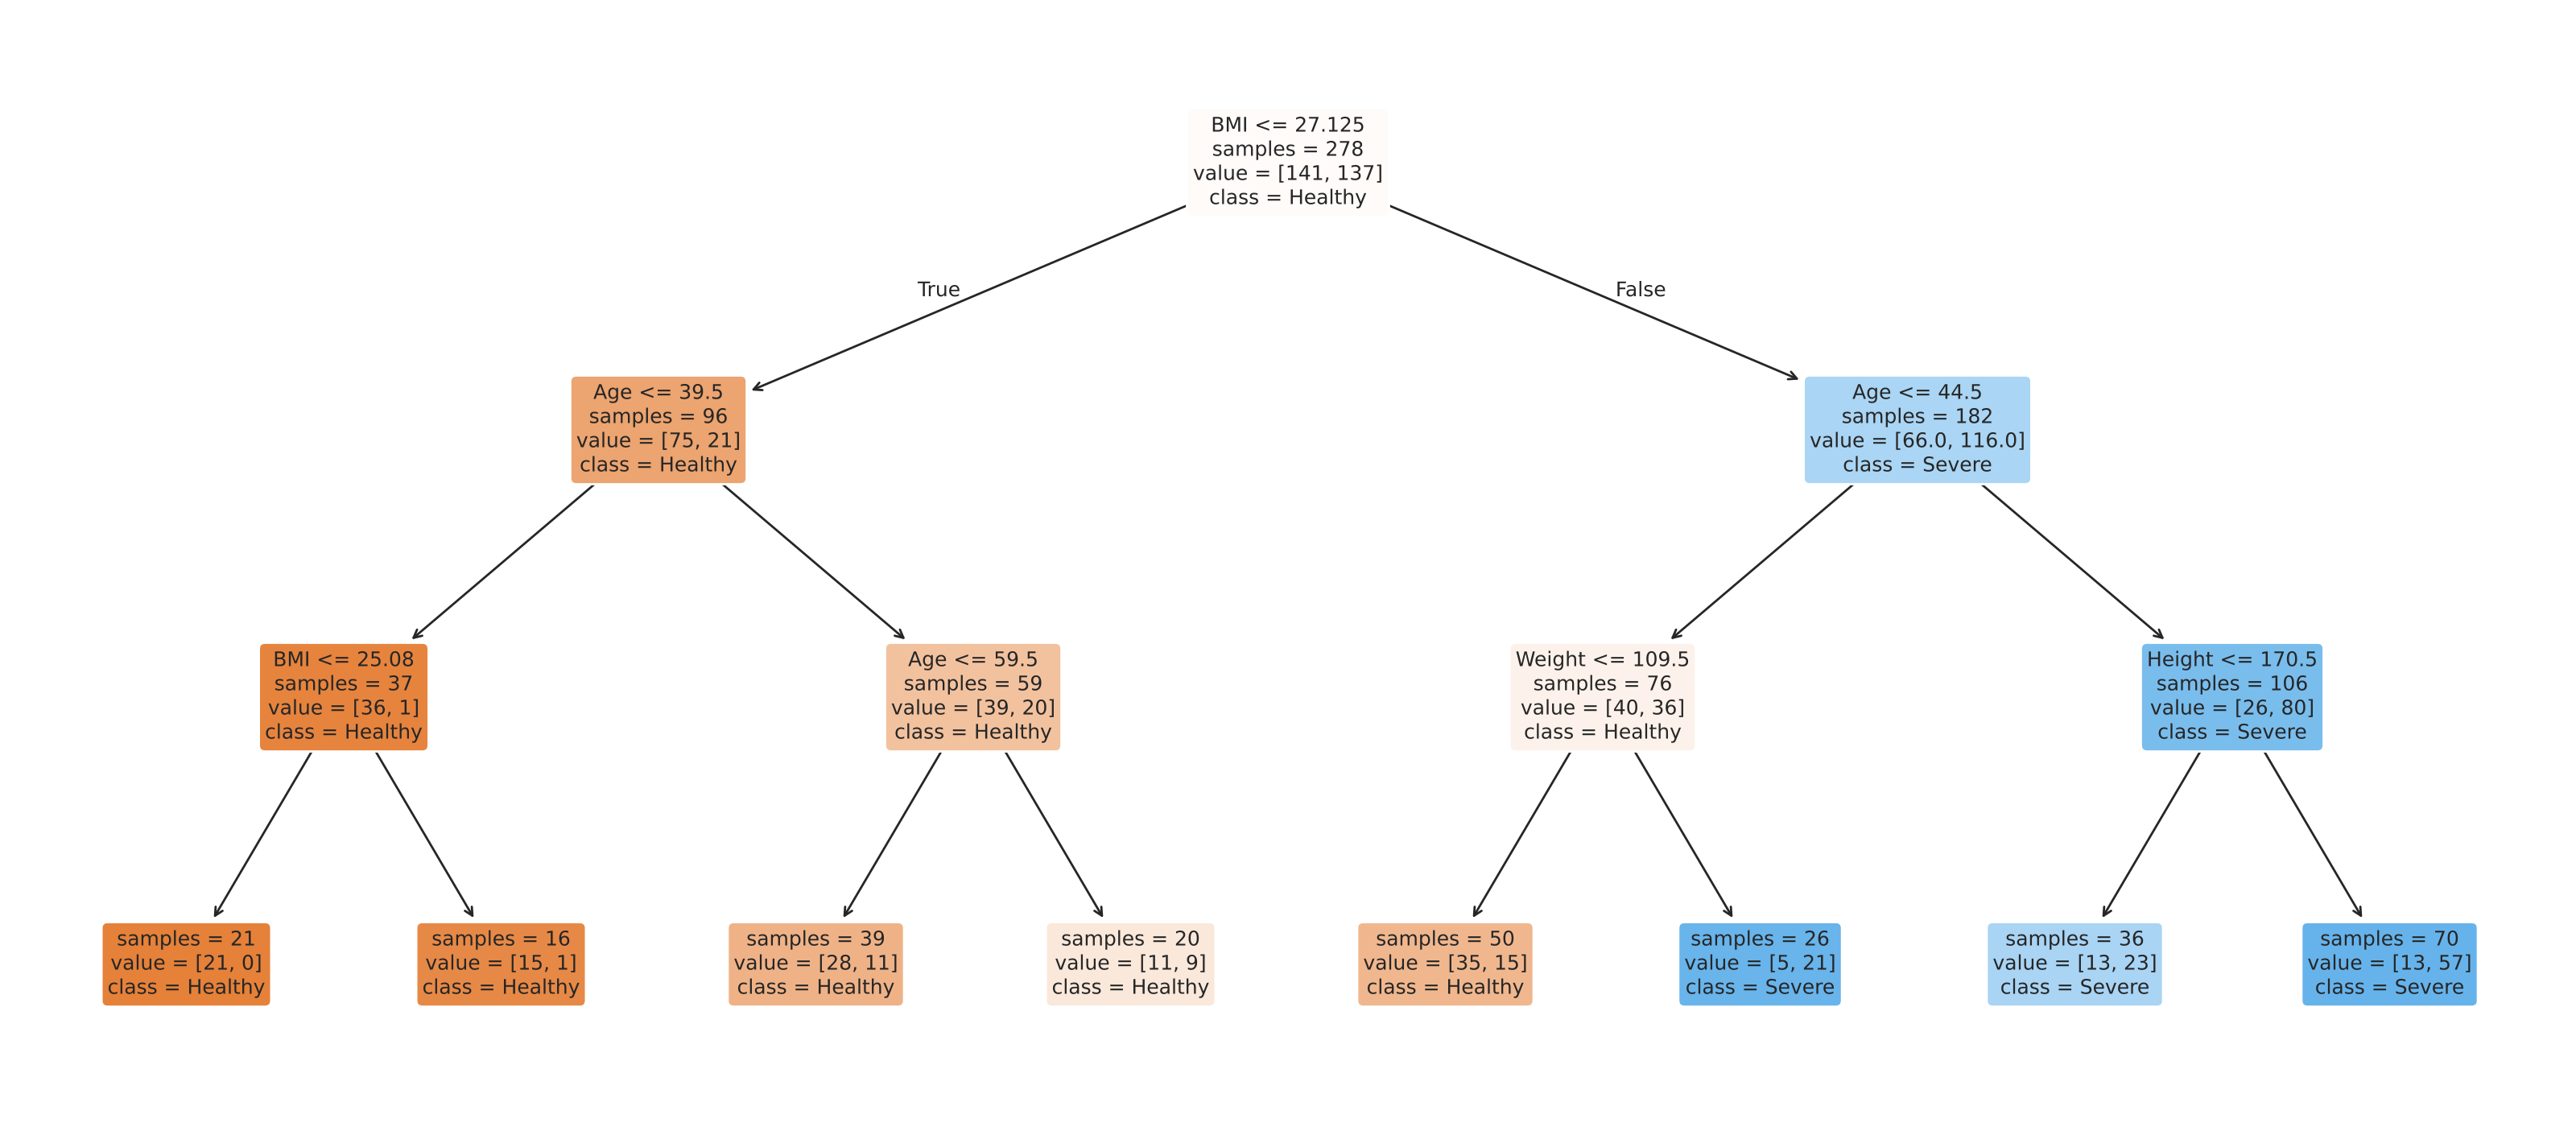 BMI <= 27.125
samples = 278
value = [141, 137]
class = Healthy
True
False
Age <= 39.5
samples = 96
value = [75, 21]
class = Healthy
Age <= 44.5
samples = 182
value = [66.0, 116.0]
class = Severe
BMI <= 25.08
samples = 37
value = [36, 1]
class = Healthy
Age <= 59.5
samples = 59
value = [39, 20]
class = Healthy
Weight <= 109.5
samples = 76
value = [40, 36]
class = Healthy
Height <= 170.5
samples = 106
value = [26, 80]
class = Severe
samples = 21
value = [21, 0]
class = Healthy
samples = 16
value = [15, 1]
class = Healthy
samples = 39
value = [28, 11]
class = Healthy
samples = 20
value = [11, 9]
class = Healthy
samples = 50
value = [35, 15]
class = Healthy
samples = 26
value = [5, 21]
class = Severe
samples = 36
value = [13, 23]
class = Severe
samples = 70
value = [13, 57]
class = Severe